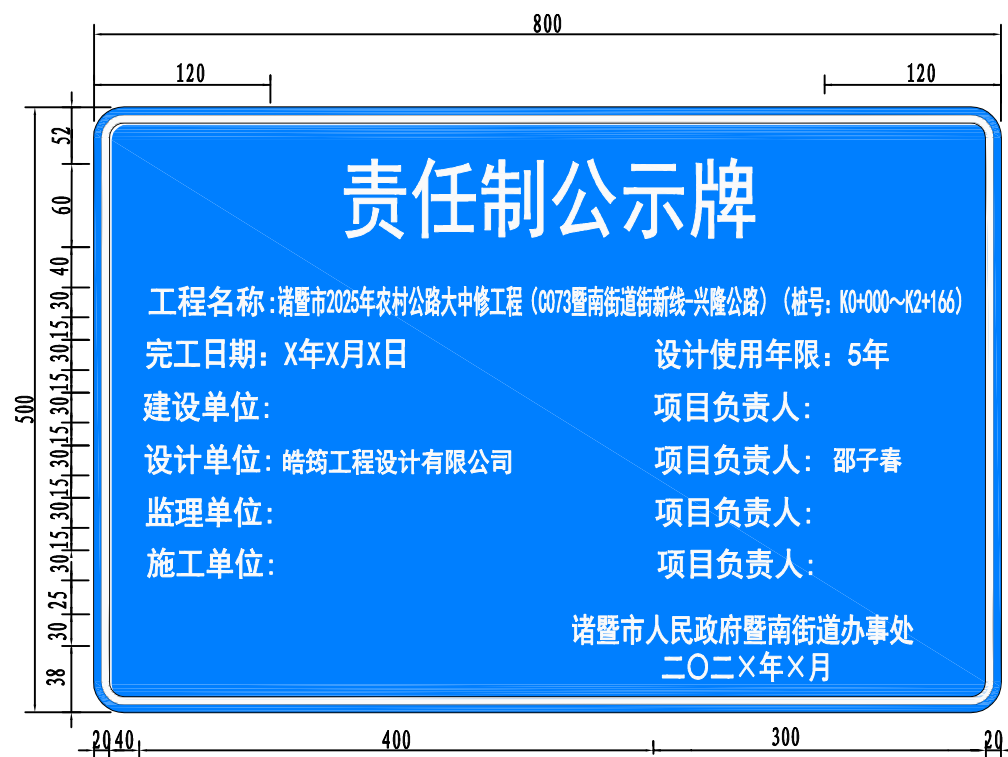 800
120 120
责任制公示牌
工程名称:诸暨市2025年农村公路大中修工程（C073暨南街道街新线-兴隆公路）（桩号：K0+000～K2+166）
完工日期：X年X月X日 设计使用年限：5年
建设单位: 项目负责人:
设计单位: 皓筠工程设计有限公司 项目负责人: 邵子春
监理单位: 项目负责人:
施工单位: 项目负责人:
诸暨市人民政府暨南街道办事处
二〇二×年×月
500
52
60
40
30
15
30
15
30
15
30
15
30
15
30
25
30
38
20 40 400 300 20